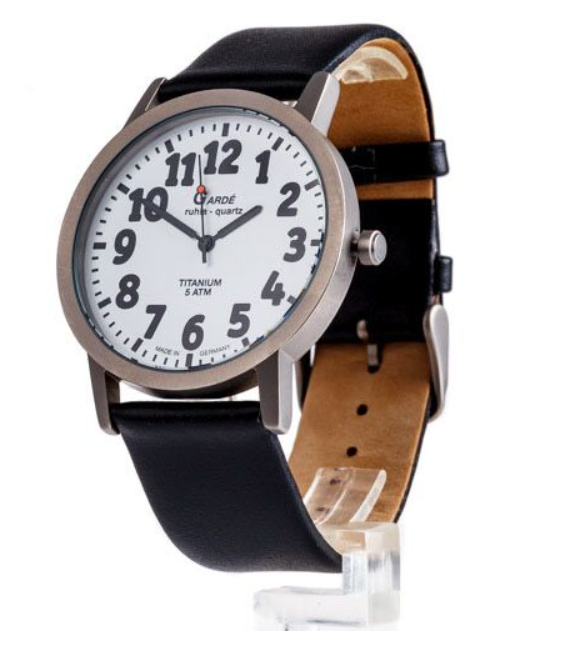 11 12 1
10 2
GARDÉ
ruhla - quartz
9 3
TITANIUM
5 ATM
8 4
7 6 5
MADE IN GERMANY